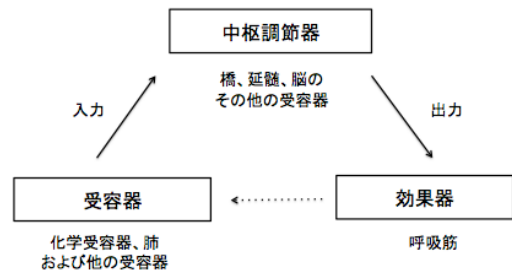 中枢調節器
橋、延髄、脳の
その他の受容器
入力
出力
受容器
効果器
化学受容器、肺
および他の受容器
呼吸筋